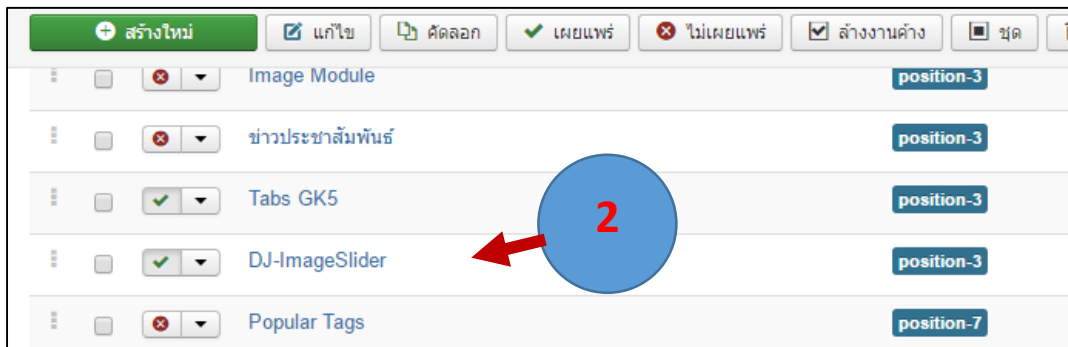 สร้างใหม่ แก้ไข คัดลอก เผยแพร่ ไม่เผยแพร่ ล้างงานค้าง ชุด
Image Module position-3
ข่าวประชาสัมพันธ์ position-3
Tabs GK5 position-3
2
DJ-ImageSlider position-3
Popular Tags position-7